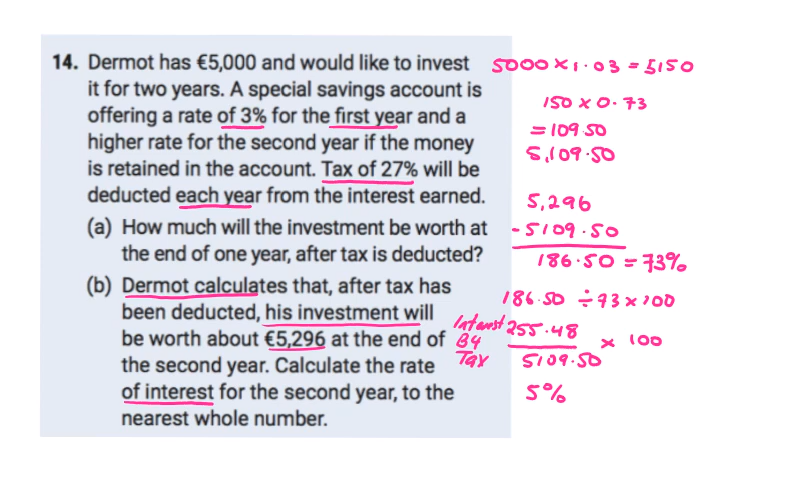 14. Dermot has €5,000 and would like to invest
it for two years. A special savings account is
offering a rate of 3% for the first year and a
higher rate for the second year if the money
is retained in the account. Tax of 27% will be
deducted each year from the interest earned.
(a) How much will the investment be worth at
the end of one year, after tax is deducted?
(b) Dermot calculates that, after tax has
been deducted, his investment will
be worth about €5,296 at the end of
the second year. Calculate the rate
of interest for the second year, to the
nearest whole number.
5000 × 1.03 = 5150
150 × 0.73
= 109.50
5,109.50
5,296
- 5109.50
186.50 = 73%
186.50 ÷ 73 × 100
Interest
B4
Tax
255.48
5109.50
× 100
5%